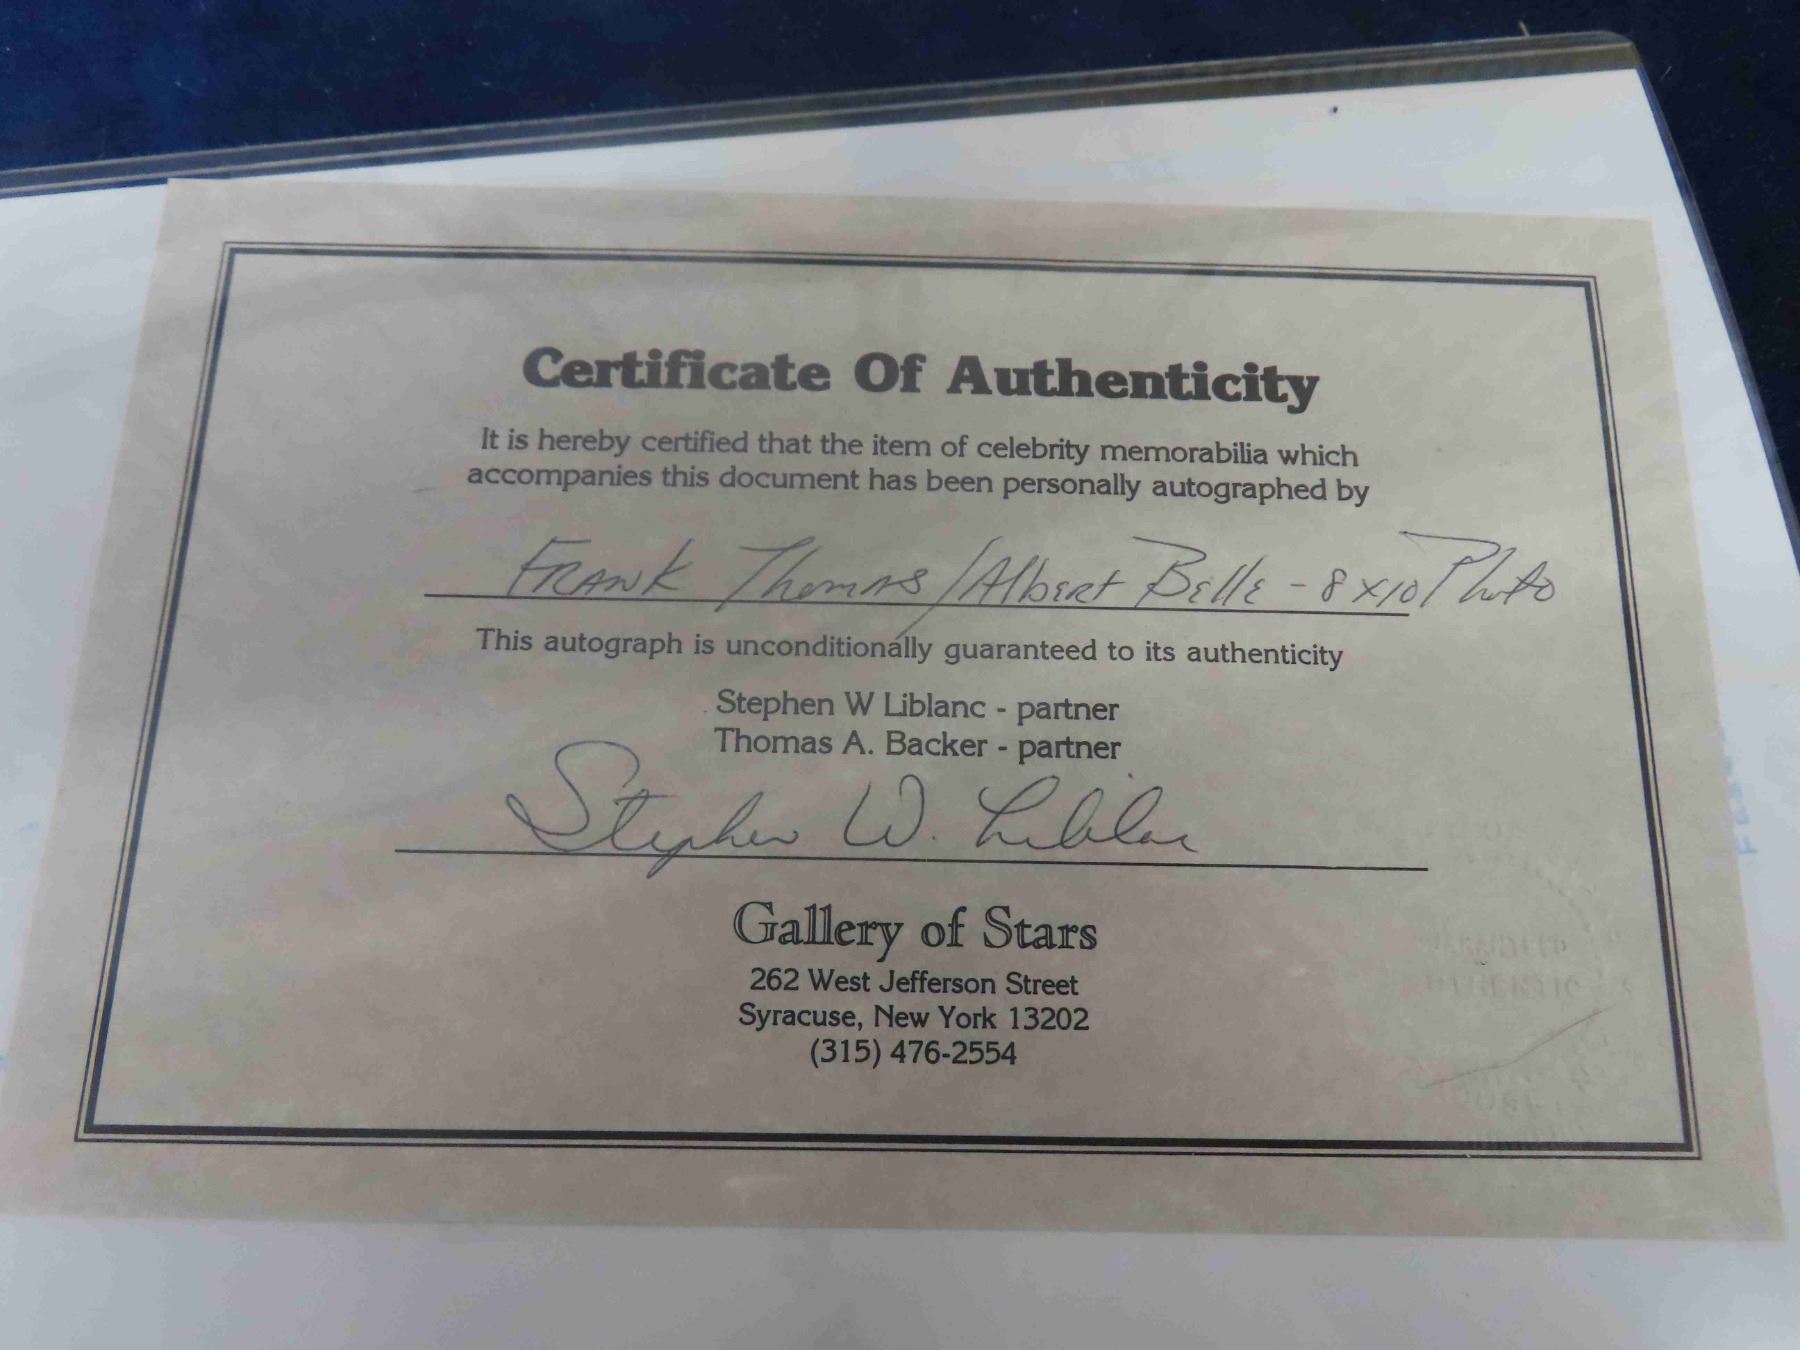 Certificate Of Authenticity
It is hereby certified that the item of celebrity memorabilia which
accompanies this document has been personally autographed by
Frank Thomas/Albert Belle - 8x10 Photo
This autograph is unconditionally guaranteed to its authenticity
Stephen W Liblanc - partner
Thomas A. Backer - partner
Stephen W. Liblanc
Gallery of Stars
262 West Jefferson Street
Syracuse, New York 13202
(315) 476-2554